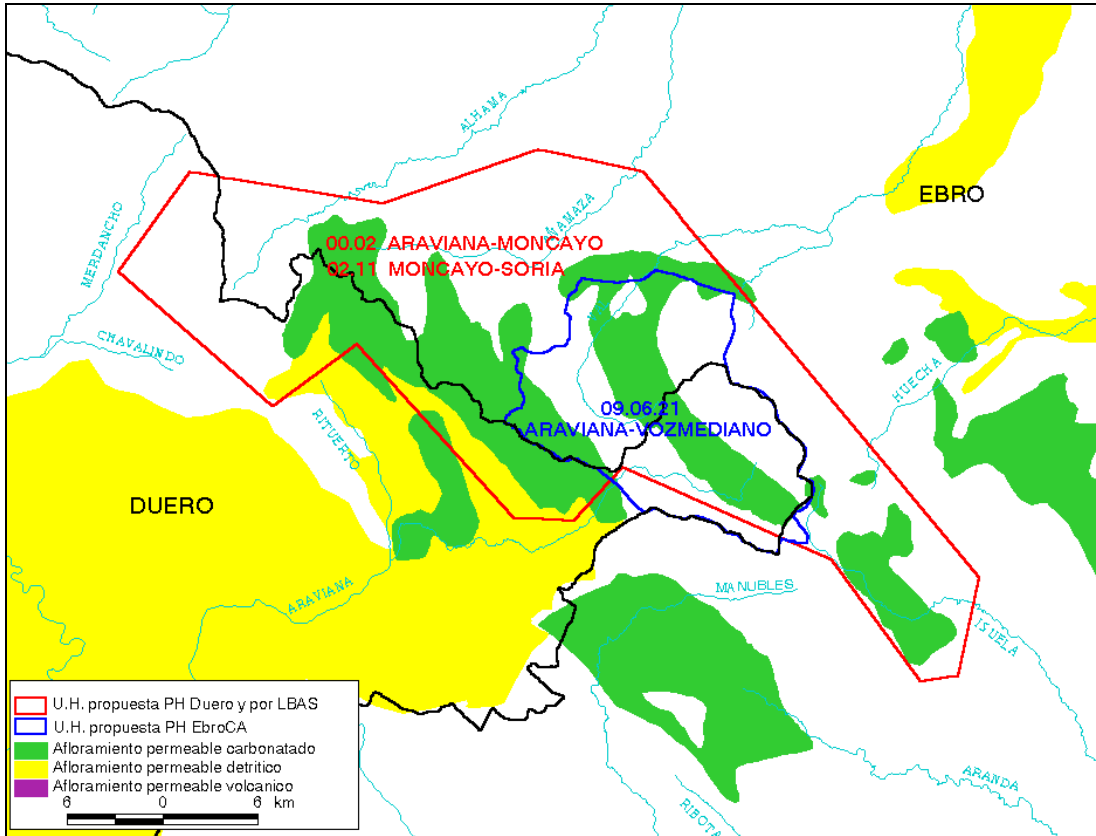 ALHAMA
EBRO
MERDANCHO
AÑAMAZA
00.02 ARAVIANA-MONCAYO
02.11 MONCAYO-SORIA
CHAVALINDO
HUECHA
RITUERTO
09.06.21
ARAVIANA-VOZMEDIANO
DUERO
ARAVIANA
MANUBLES
ISUELA
ARANDA
RIBOTA
U.H. propuesta PH Duero y por LBAS
U.H. propuesta PH EbroCA
Afloramiento permeable carbonatado
Afloramiento permeable detritico
Afloramiento permeable volcanico
6 0 6 km